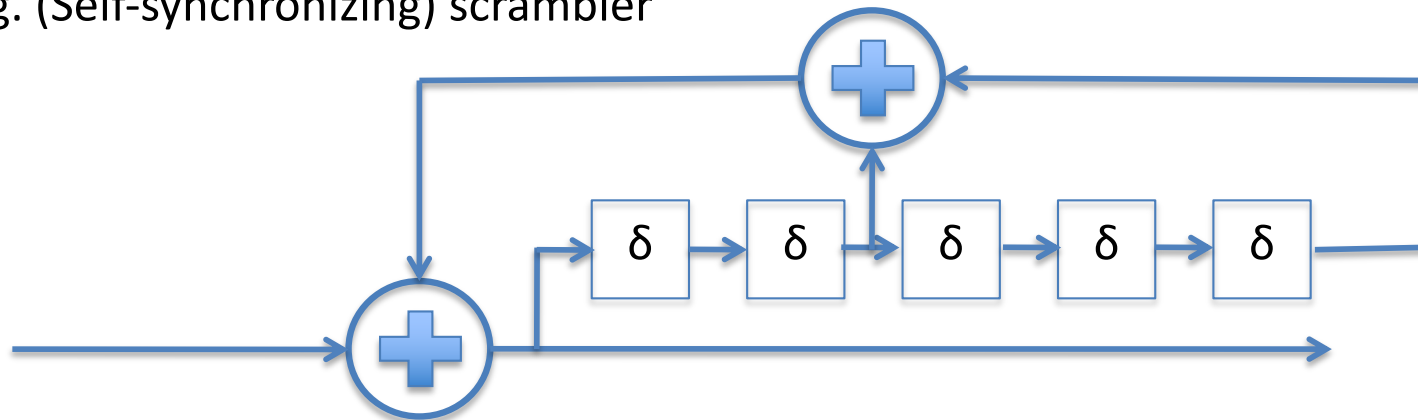 g. (Self-synchronizing) scrambler
δ δ δ δ δ